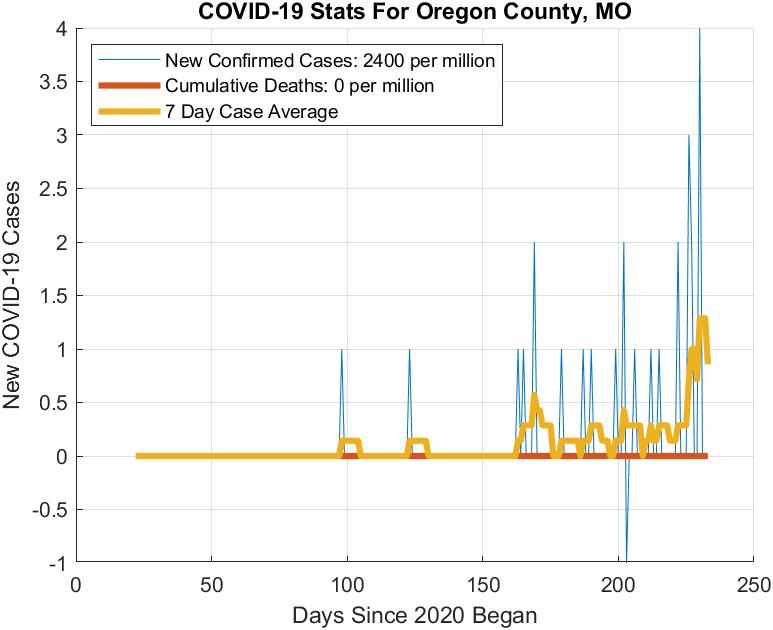 COVID-19 Stats For Oregon County, MO
New Confirmed Cases: 2400 per million
Cumulative Deaths: 0 per million
7 Day Case Average
4
3.5
3
2.5
2
1.5
1
0.5
0
-0.5
-1
New COVID-19 Cases
0 50 100 150 200 250
Days Since 2020 Began